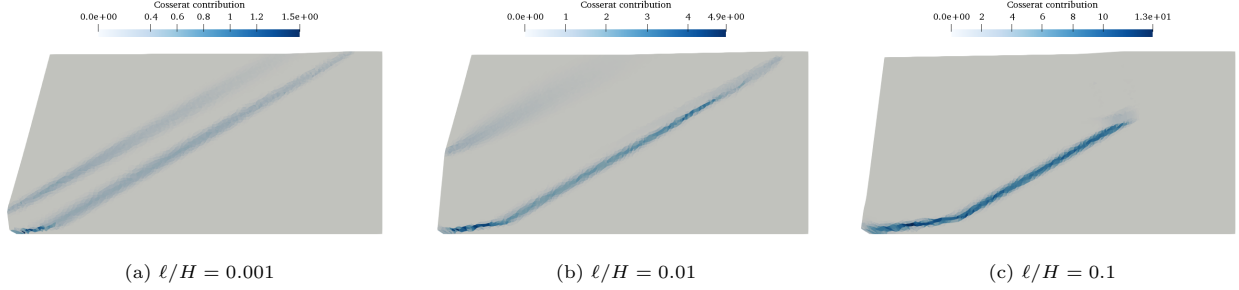 Cosserat contribution
0.0e+00 0.4 0.6 0.8 1 1.2 1.5e+00
Cosserat contribution
0.0e+00 1 2 3 4 4.9e+00
Cosserat contribution
0.0e+00 2 4 6 8 10 1.3e+01
(a) ℓ/H = 0.001
(b) ℓ/H = 0.01
(c) ℓ/H = 0.1